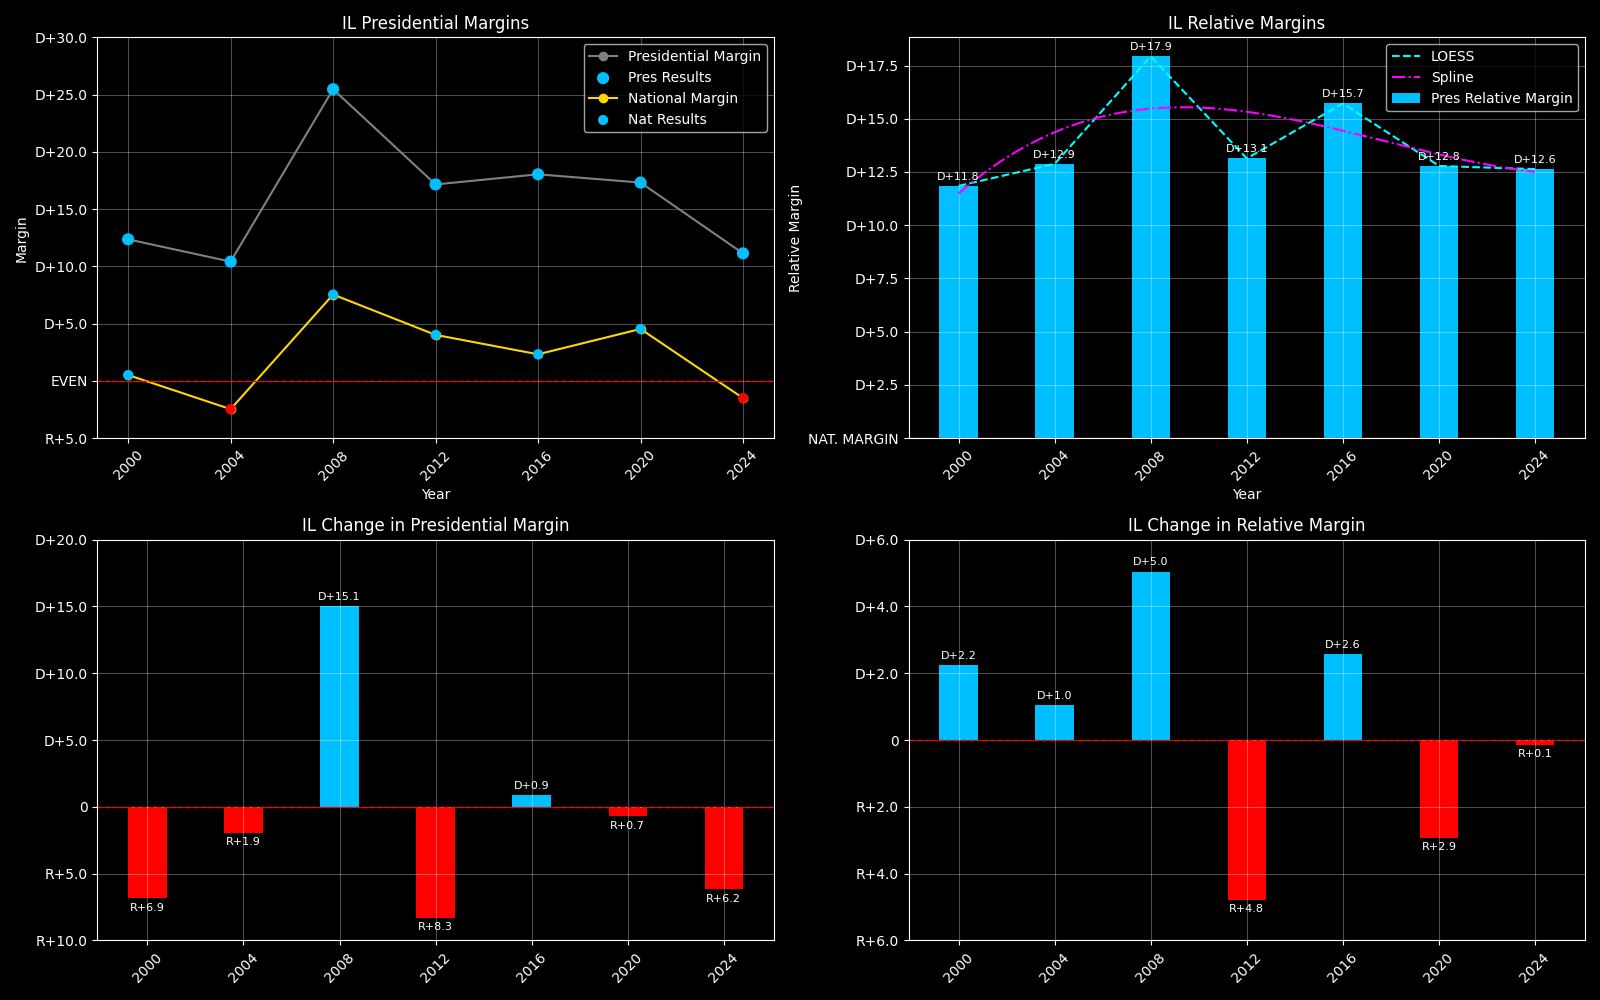 IL Presidential Margins
D+30.0
D+25.0
D+20.0
D+15.0
D+10.0
D+5.0
EVEN
R+5.0
Margin
Presidential Margin
Pres Results
National Margin
Nat Results
2000
2004
2008
2012
2016
2020
2024
Year
IL Relative Margins
D+17.5
D+15.0
D+12.5
D+10.0
D+7.5
D+5.0
D+2.5
NAT. MARGIN
Relative Margin
LOESS
Spline
Pres Relative Margin
D+11.8
D+12.9
D+17.9
D+13.1
D+15.7
D+12.8
D+12.6
2000
2004
2008
2012
2016
2020
2024
Year
IL Change in Presidential Margin
D+20.0
D+15.0
D+10.0
D+5.0
0
R+5.0
R+10.0
R+6.9
R+1.9
D+15.1
R+8.3
D+0.9
R+0.7
R+6.2
2000
2004
2008
2012
2016
2020
2024
IL Change in Relative Margin
D+6.0
D+4.0
D+2.0
0
R+2.0
R+4.0
R+6.0
D+2.2
D+1.0
D+5.0
R+4.8
D+2.6
R+2.9
R+0.1
2000
2004
2008
2012
2016
2020
2024